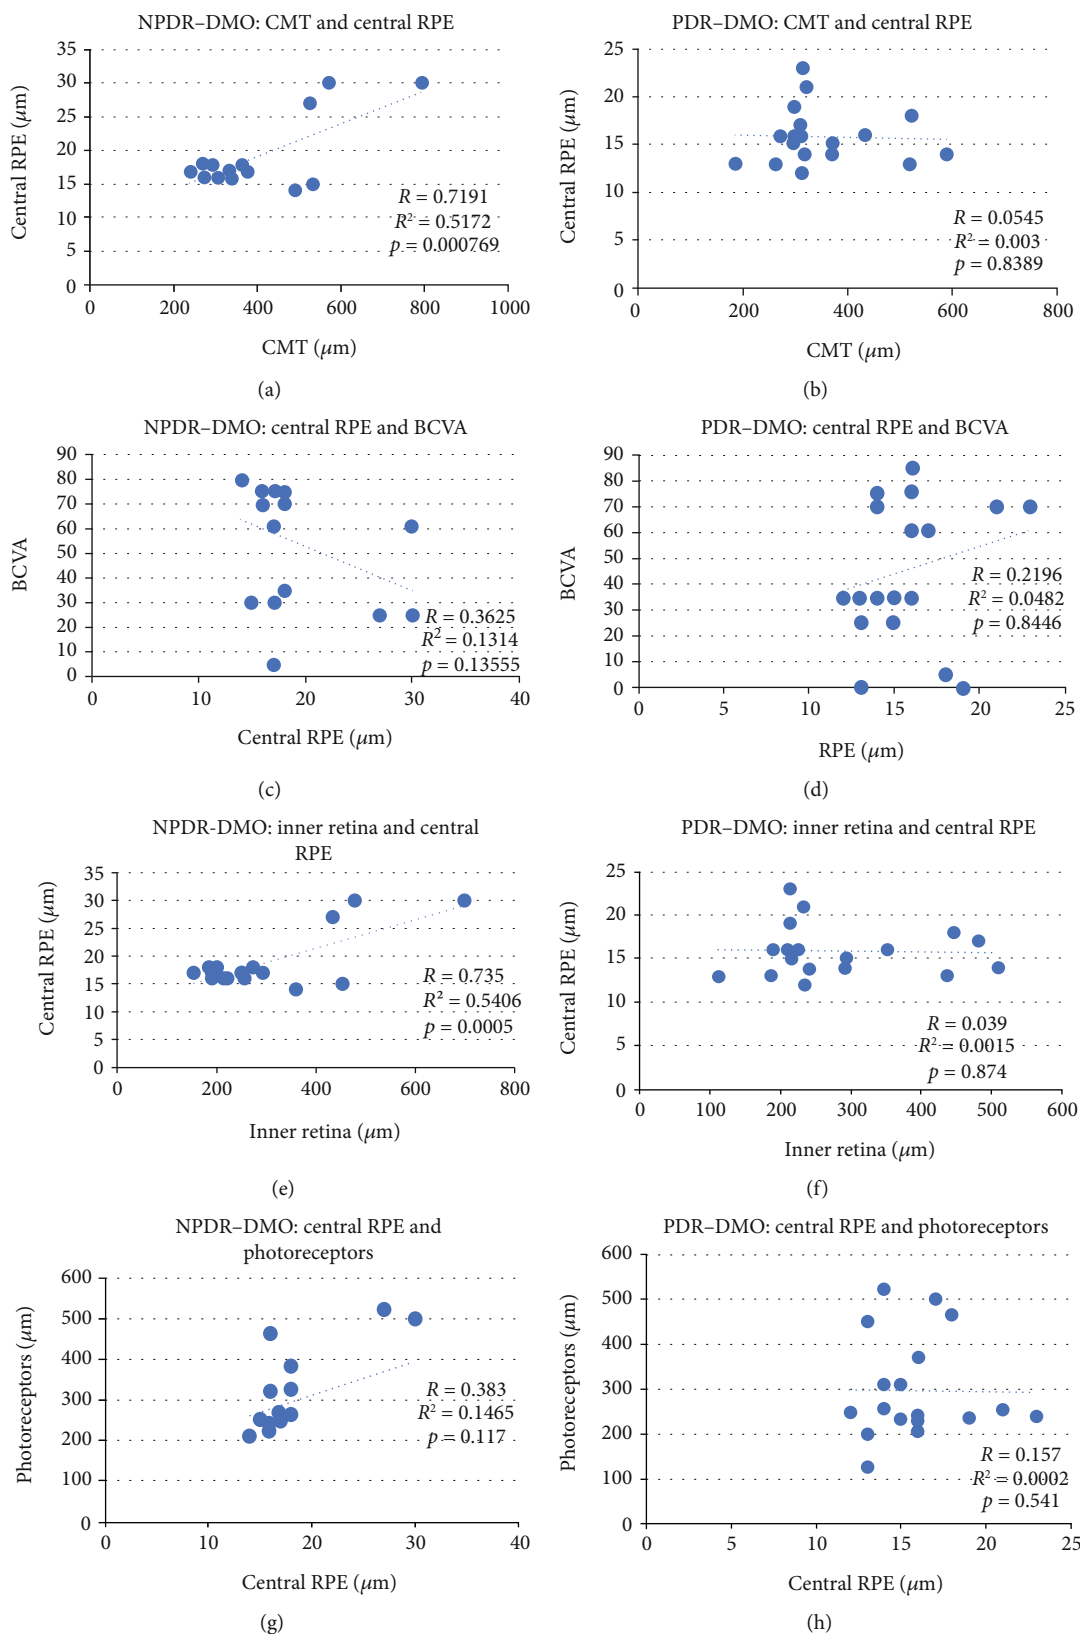 NPDR–DMO: CMT and central RPE
Central RPE (μm)
35
30
25
20
15
10
5
0
R = 0.7191
R² = 0.5172
p = 0.000769
0 200 400 600 800 1000
CMT (μm)
(a)
PDR–DMO: CMT and central RPE
Central RPE (μm)
25
20
15
10
5
0
R = 0.0545
R² = 0.003
p = 0.8389
0 200 400 600 800
CMT (μm)
(b)
NPDR–DMO: central RPE and BCVA
BCVA
90
80
70
60
50
40
30
20
10
0
R = 0.3625
R² = 0.1314
p = 0.13555
0 10 20 30 40
Central RPE (μm)
(c)
PDR–DMO: central RPE and BCVA
BCVA
90
80
70
60
50
40
30
20
10
0
R = 0.2196
R² = 0.0482
p = 0.8446
0 5 10 15 20 25
RPE (μm)
(d)
NPDR-DMO: inner retina and central
RPE
Central RPE (μm)
35
30
25
20
15
10
5
0
R = 0.735
R² = 0.5406
p = 0.0005
0 200 400 600 800
Inner retina (μm)
(e)
PDR–DMO: inner retina and central RPE
Central RPE (μm)
25
20
15
10
5
0
R = 0.039
R² = 0.0015
p = 0.874
0 100 200 300 400 500 600
Inner retina (μm)
(f)
NPDR–DMO: central RPE and
photoreceptors
Photoreceptors (μm)
600
500
400
300
200
100
0
R = 0.383
R² = 0.1465
p = 0.117
0 10 20 30 40
Central RPE (μm)
(g)
PDR–DMO: central RPE and photoreceptors
Photoreceptors (μm)
600
500
400
300
200
100
0
R = 0.157
R² = 0.0002
p = 0.541
0 5 10 15 20 25
Central RPE (μm)
(h)